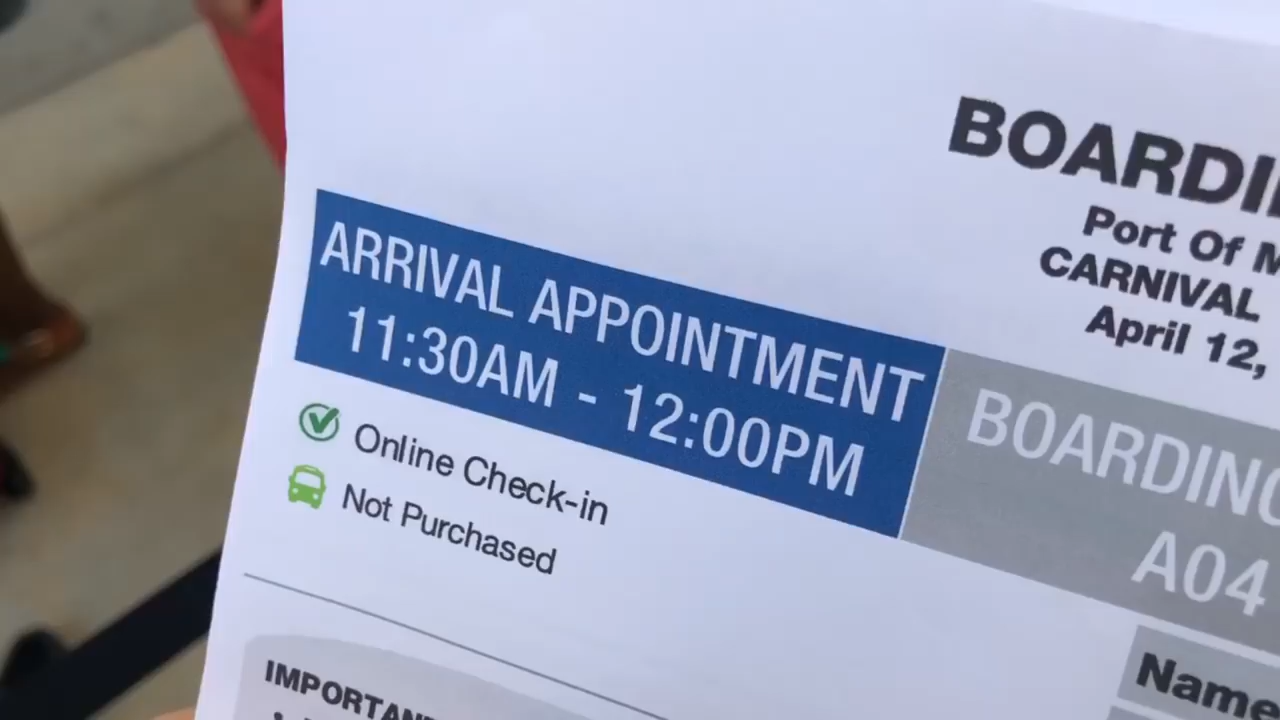 BOARDI
Port Of M
CARNIVAL
April 12,
ARRIVAL APPOINTMENT
11:30AM - 12:00PM
BOARDING
A04
Online Check-in
Not Purchased
Name
IMPORTAN